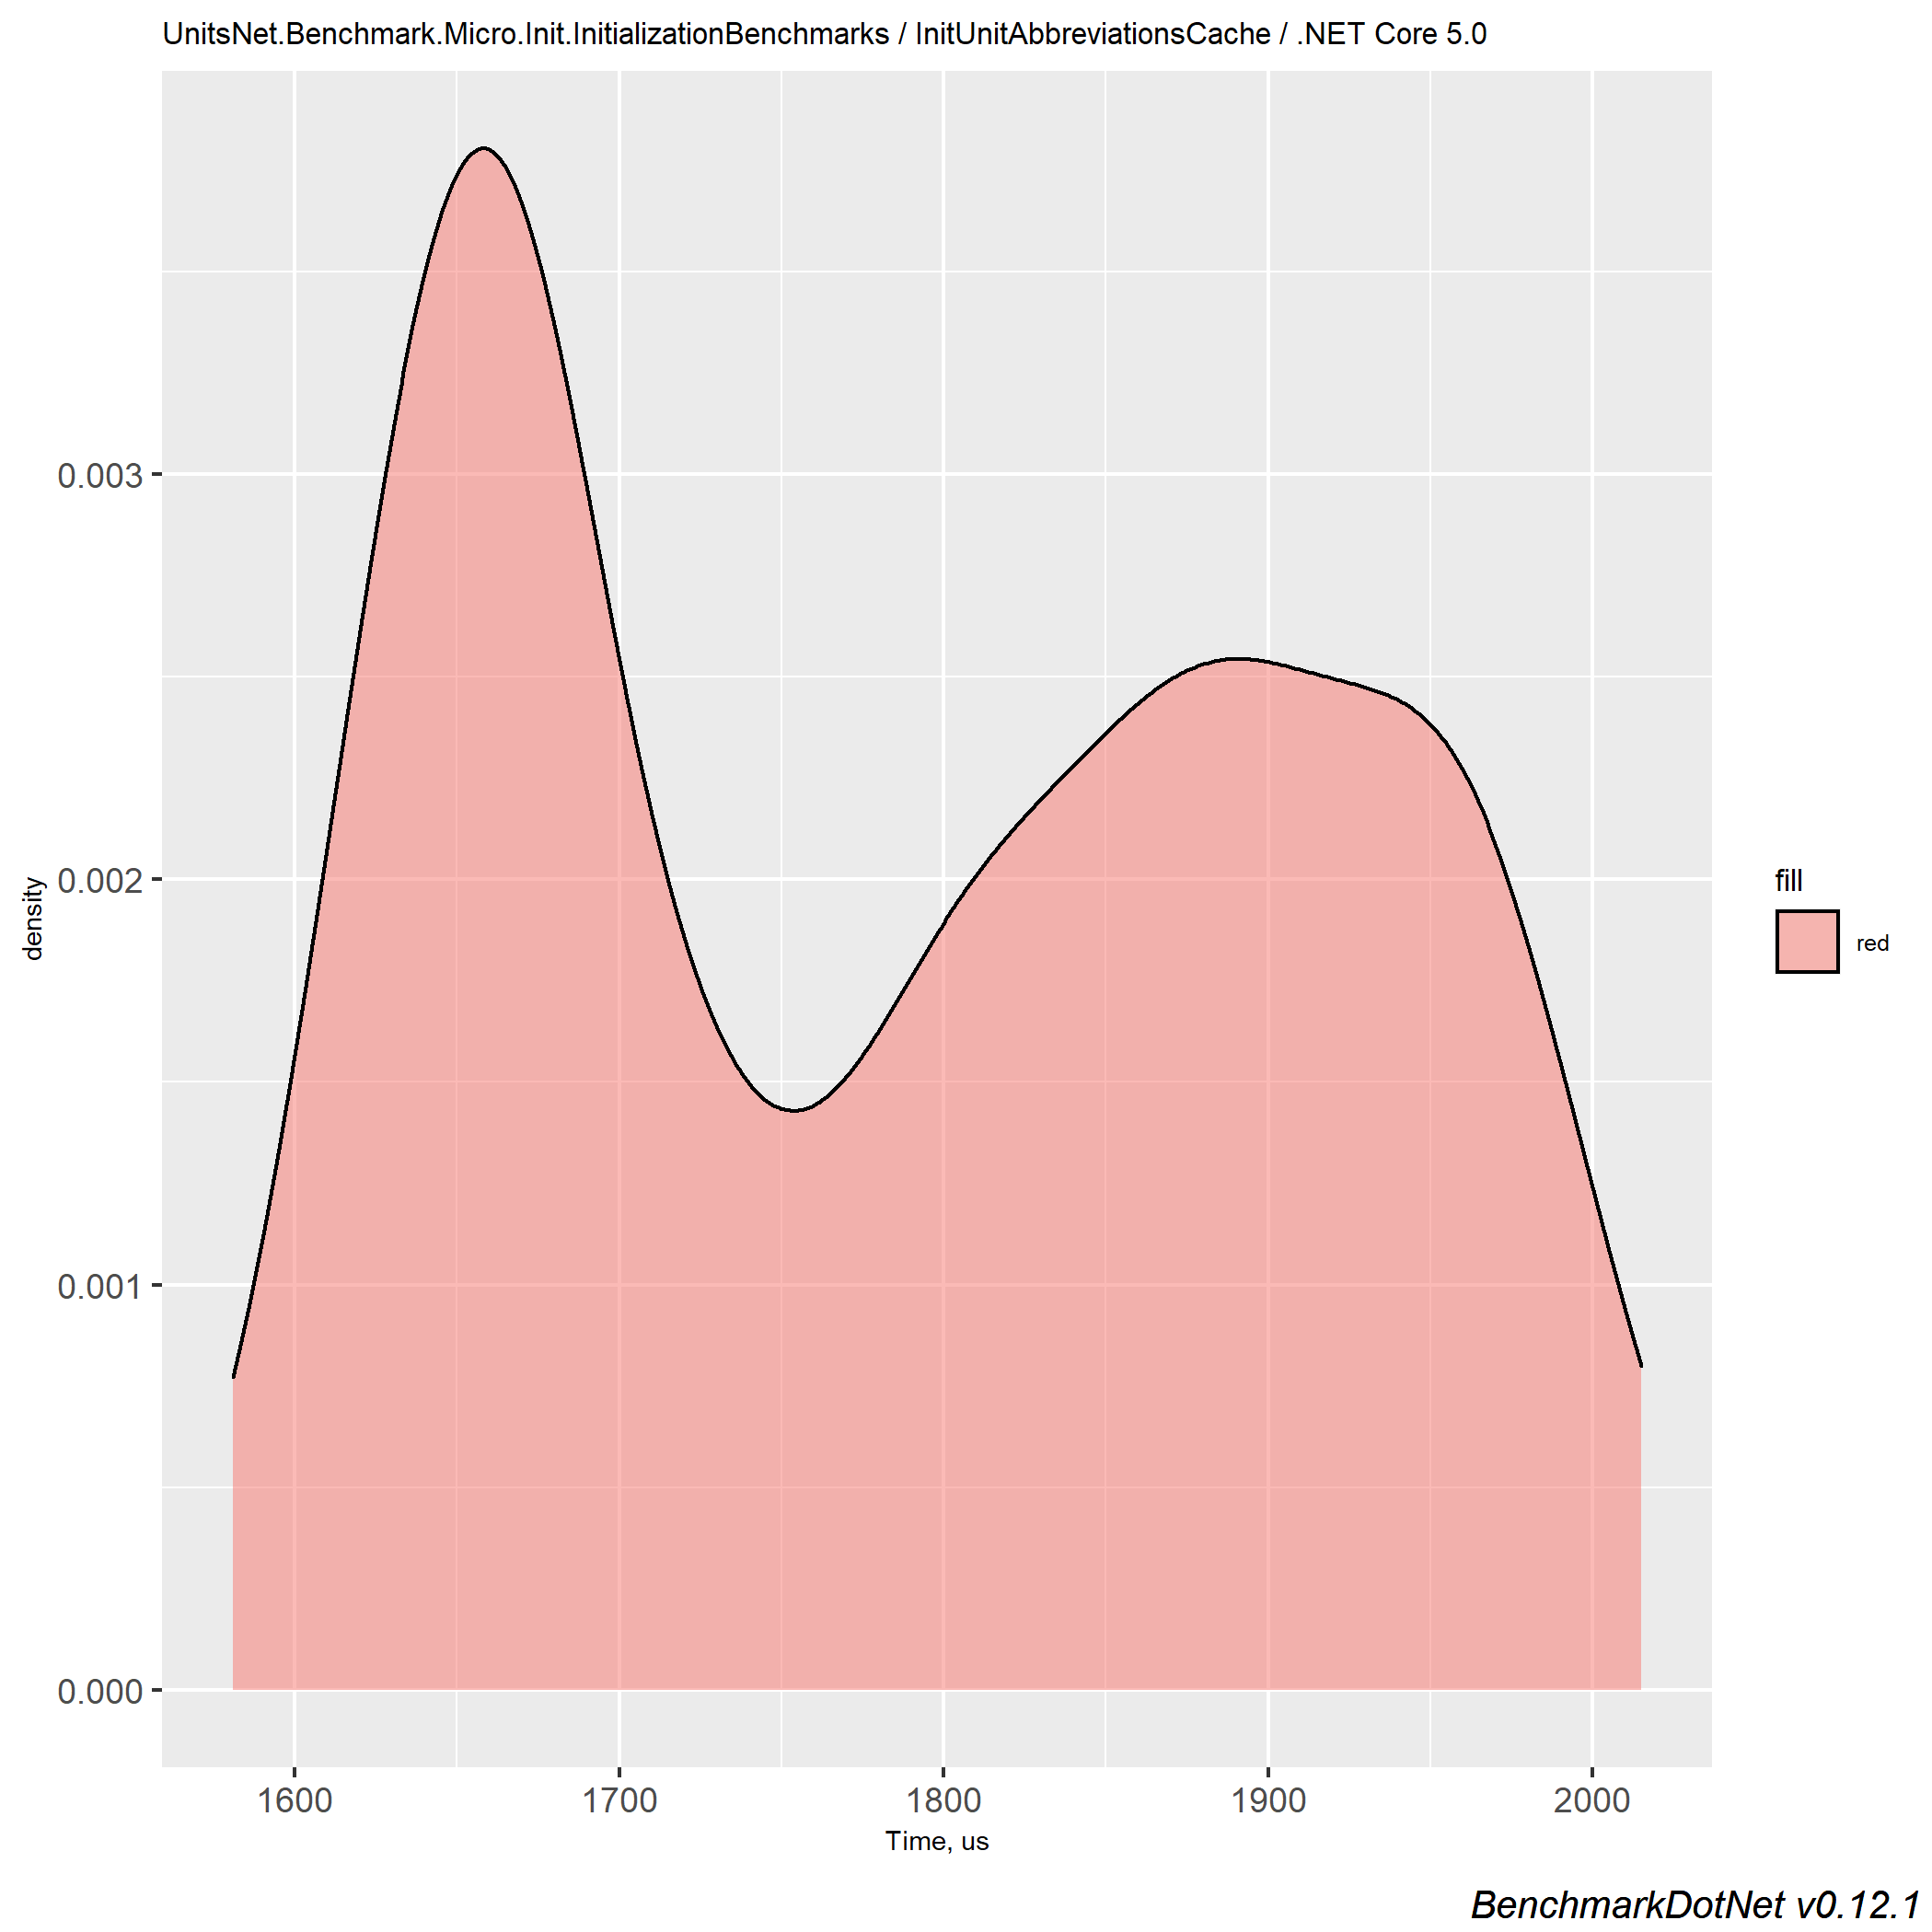 UnitsNet.Benchmark.Micro.Init.InitializationBenchmarks / InitUnitAbbreviationsCache / .NET Core 5.0
0.003
0.002
0.001
0.000
density
1600 1700 1800 1900 2000
Time, us
fill
red
BenchmarkDotNet v0.12.1